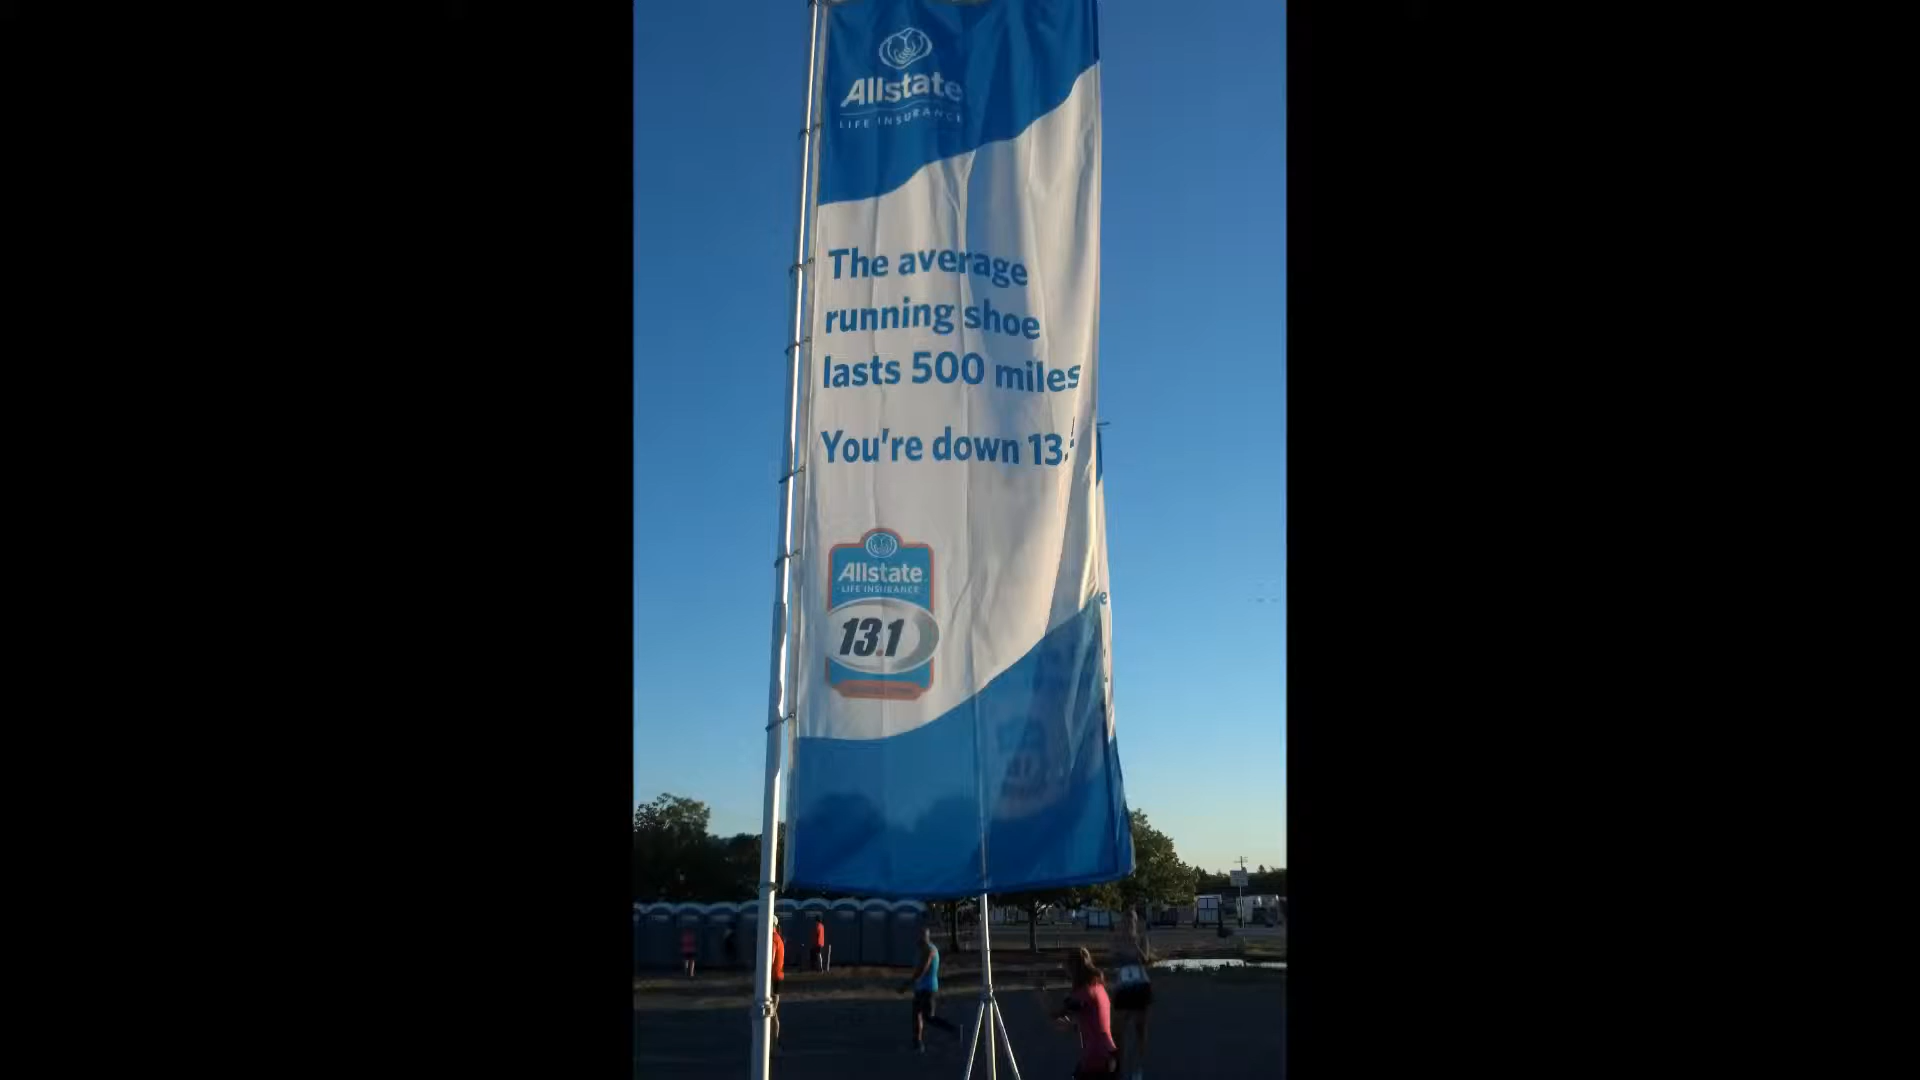 Allstate
LIFE INSURANCE
The average
running shoe
lasts 500 miles
You're down 13.
Allstate
LIFE INSURANCE
13.1